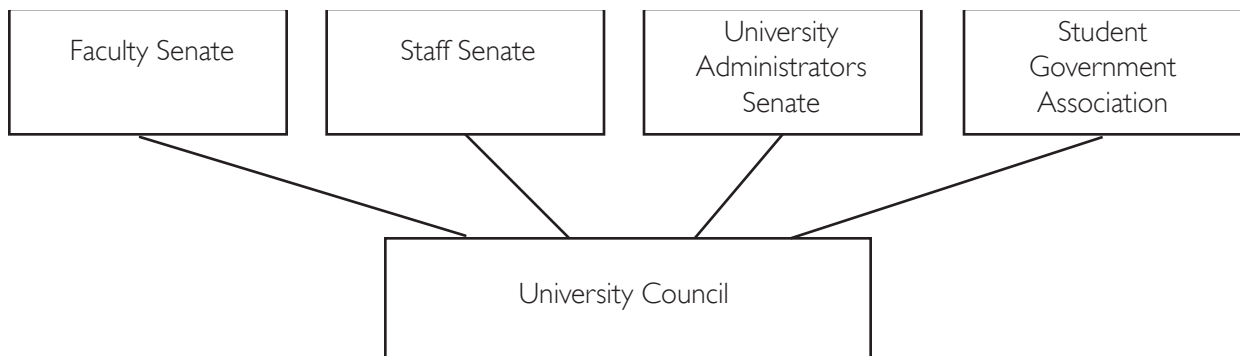 Faculty Senate
Staff Senate
University
Administrators
Senate
Student
Government
Association
University Council